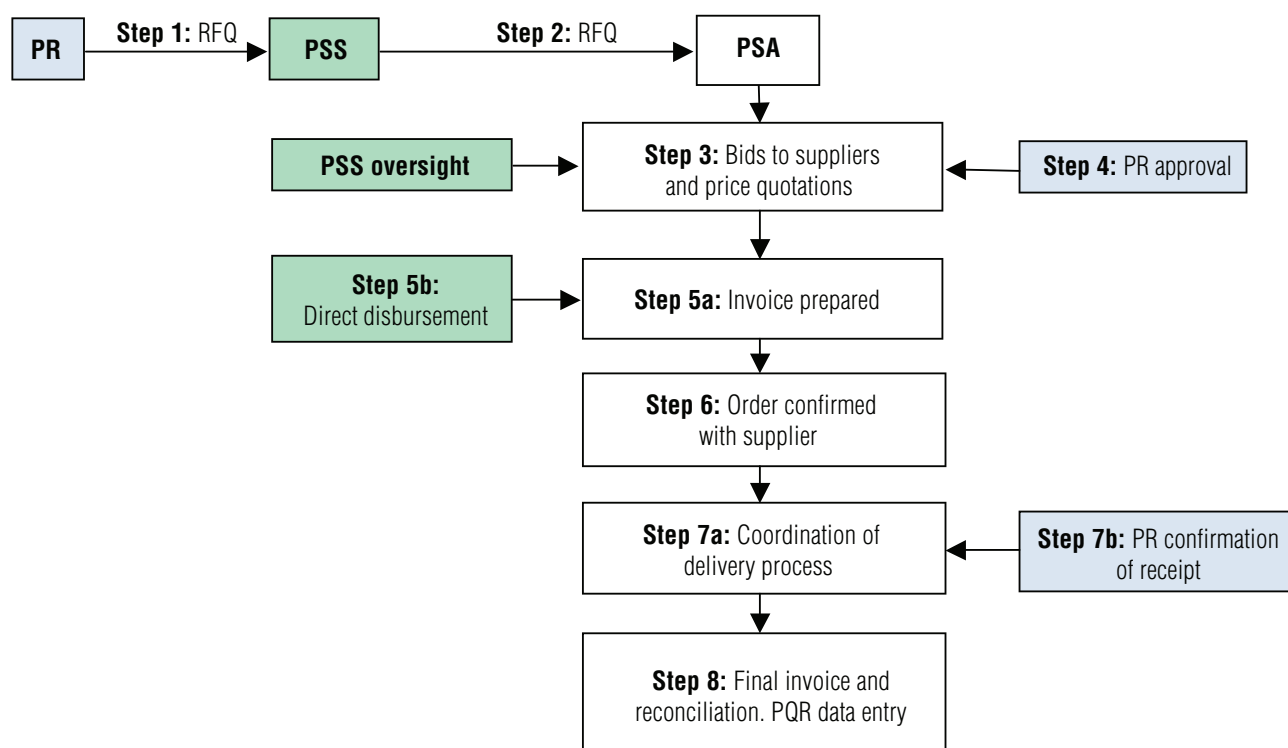 PR
Step 1: RFQ
PSS
Step 2: RFQ
PSA
PSS oversight
Step 3: Bids to suppliers
and price quotations
Step 4: PR approval
Step 5b:
Direct disbursement
Step 5a: Invoice prepared
Step 6: Order confirmed
with supplier
Step 7a: Coordination of
delivery process
Step 7b: PR confirmation
of receipt
Step 8: Final invoice and
reconciliation. PQR data entry